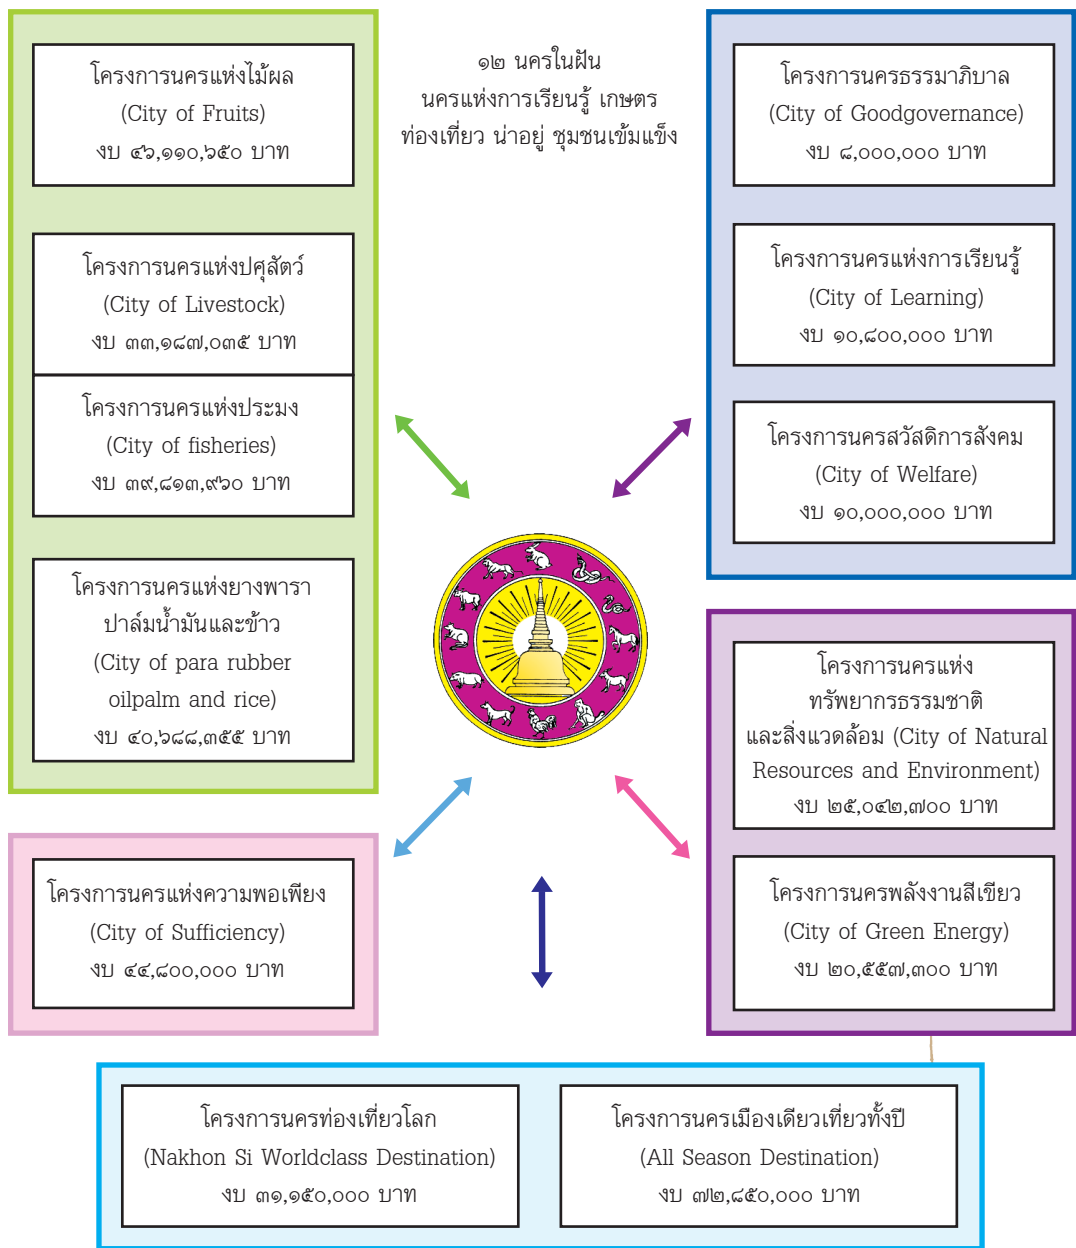 ๑๒ นครในฝัน
นครแห่งการเรียนรู้ เกษตร
ท่องเที่ยว น่าอยู่ ชุมชนเข้มแข็ง
โครงการนครแห่งไม้ผล
(City of Fruits)
งบ ๔๖,๑๑๐,๖๕๐ บาท
โครงการนครแห่งปศุสัตว์
(City of Livestock)
งบ ๓๓,๑๘๗,๐๓๕ บาท
โครงการนครแห่งประมง
(City of fisheries)
งบ ๓๙,๘๑๓,๙๖๐ บาท
โครงการนครแห่งยางพารา
ปาล์มน้ำมันและข้าว
(City of para rubber
oilpalm and rice)
งบ ๔๐,๖๘๘,๓๕๕ บาท
โครงการนครแห่งความพอเพียง
(City of Sufficiency)
งบ ๔๔,๘๐๐,๐๐๐ บาท
โครงการนครธรรมาภิบาล
(City of Goodgovernance)
งบ ๘,๐๐๐,๐๐๐ บาท
โครงการนครแห่งการเรียนรู้
(City of Learning)
งบ ๑๐,๘๐๐,๐๐๐ บาท
โครงการนครสวัสดิการสังคม
(City of Welfare)
งบ ๑๐,๐๐๐,๐๐๐ บาท
โครงการนครแห่ง
ทรัพยากรธรรมชาติ
และสิ่งแวดล้อม (City of Natural
Resources and Environment)
งบ ๒๕,๐๔๒,๗๐๐ บาท
โครงการนครพลังงานสีเขียว
(City of Green Energy)
งบ ๒๐,๕๕๗,๓๐๐ บาท
โครงการนครท่องเที่ยวโลก
(Nakhon Si Worldclass Destination)
งบ ๓๑,๑๕๐,๐๐๐ บาท
โครงการนครเมืองเดียวเที่ยวทั้งปี
(All Season Destination)
งบ ๗๒,๘๕๐,๐๐๐ บาท